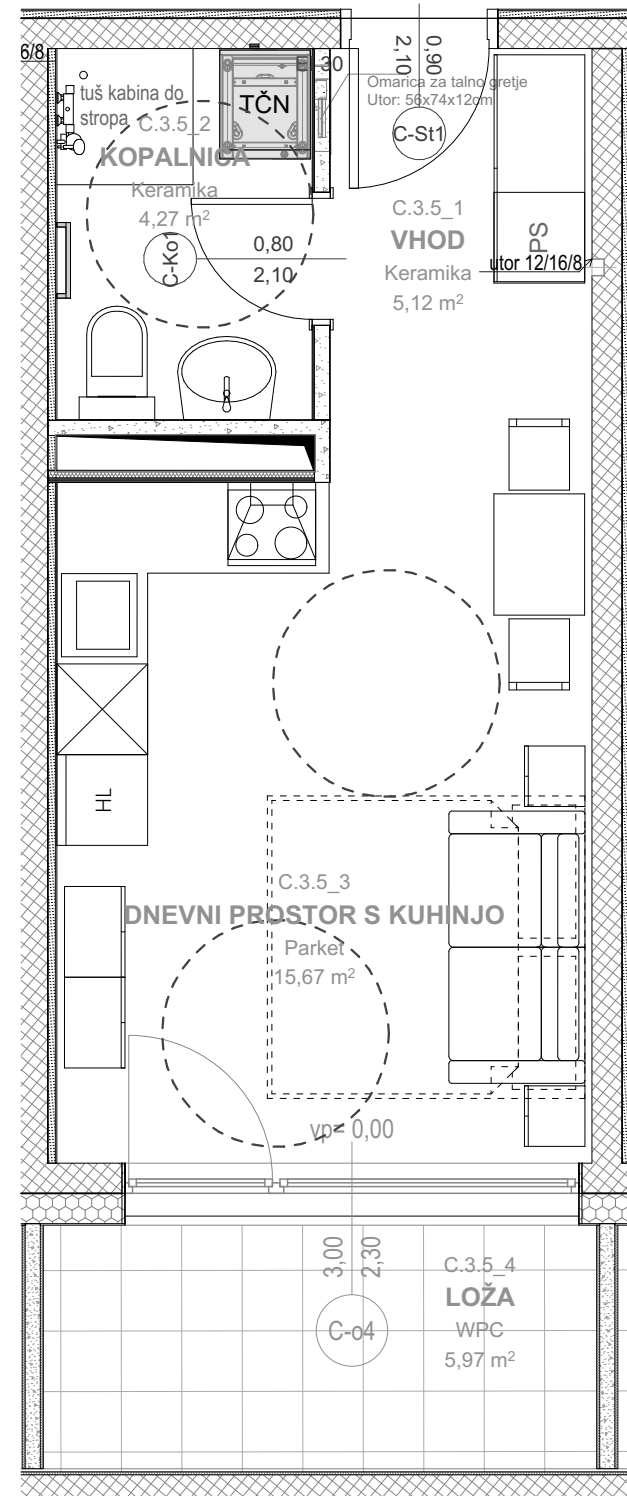 0,90
2,10
6/8
30
Omarica za talno gretje
Utor: 56x74x12cm
tuš kabina do
stropa
TČN
C-St1
C.3.5_2
KOPALNICA
Keramika
4,27 m²
C.3.5_1
VHOD
Keramika
5,12 m²
PS
utor 12/16/8
C-Ko1
0,80
2,10
HL
C.3.5_3
DNEVNI PROSTOR S KUHINJO
Parket
15,67 m²
vp= 0,00
3,00
2,30
C-o4
C.3.5_4
LOŽA
WPC
5,97 m²